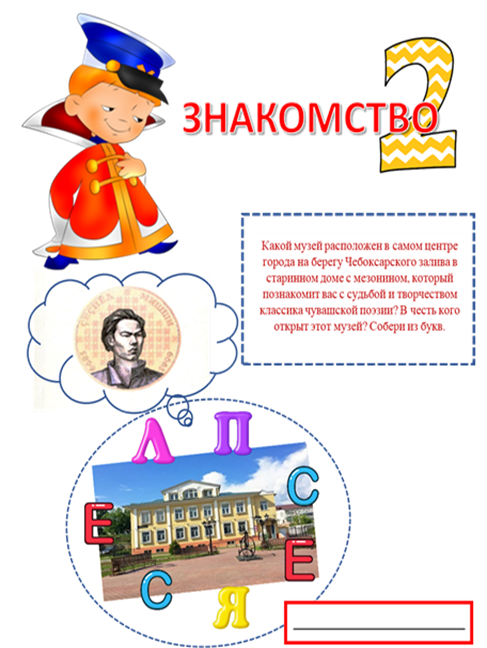 2
ЗНАКОМСТВО
Какой музей расположен в самом центре
города на берегу Чебоксарского залива в
старинном доме с мезонином, который
познакомит вас с судьбой и творчеством
классика чувашской поэзии? В честь кого
открыт этот музей? Собери из букв.
Л П
С
Е
Е
С
Я